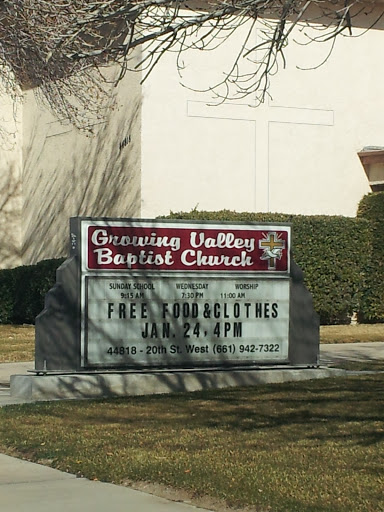 Growing Valley
Baptist Church
SUNDAY SCHOOL WEDNESDAY WORSHIP
9:15 AM 7:30 PM 11:00 AM
FREE FOOD&CLOTHES
JAN. 24, 4PM
44818 - 20th St. West (661) 942-7322